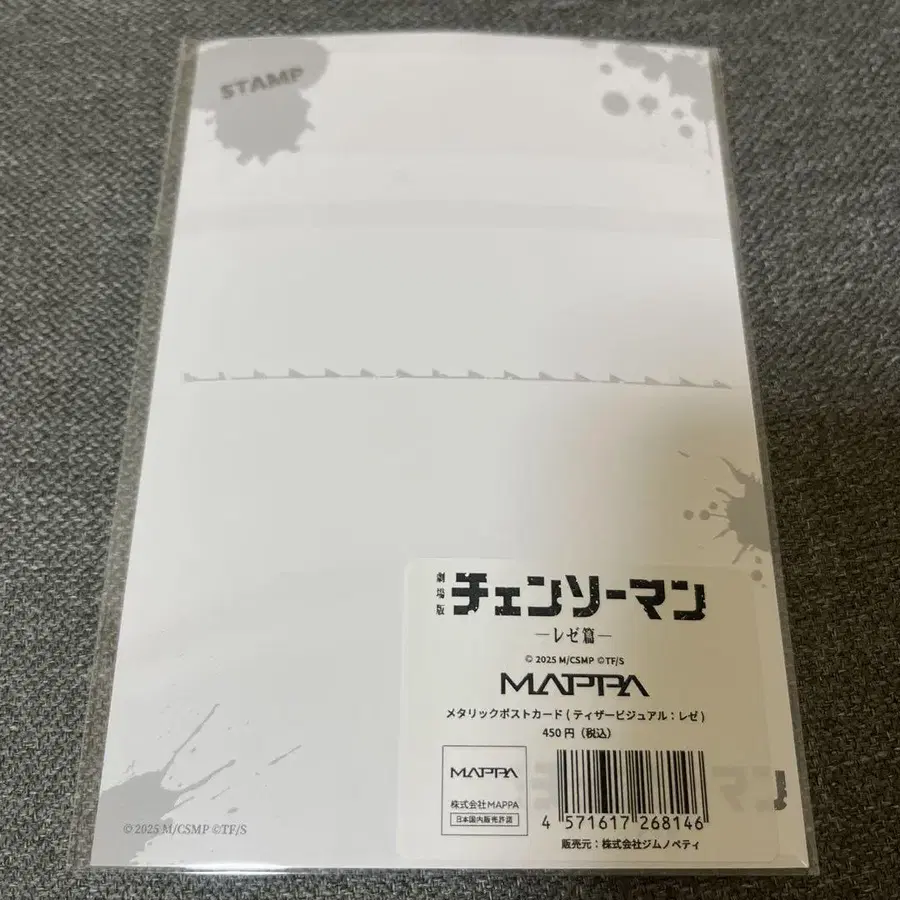 STAMP
劇場版 チェンソーマン
—レゼ篇—
© 2025 M/CSMP ©TF/S
MAPPA
メタリックポストカード ( ティザービジュアル：レゼ )
450 円（税込）
MAPPA
株式会社MAPPA
日本国内販売許諾
4 571617 268146
販売元：株式会社ジムノペティ
© 2025 M/CSMP ©TF/S